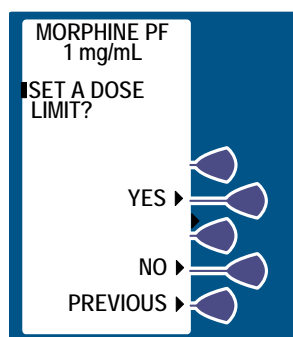 MORPHINE PF
1 mg/mL
SET A DOSE
LIMIT?
YES
NO
PREVIOUS